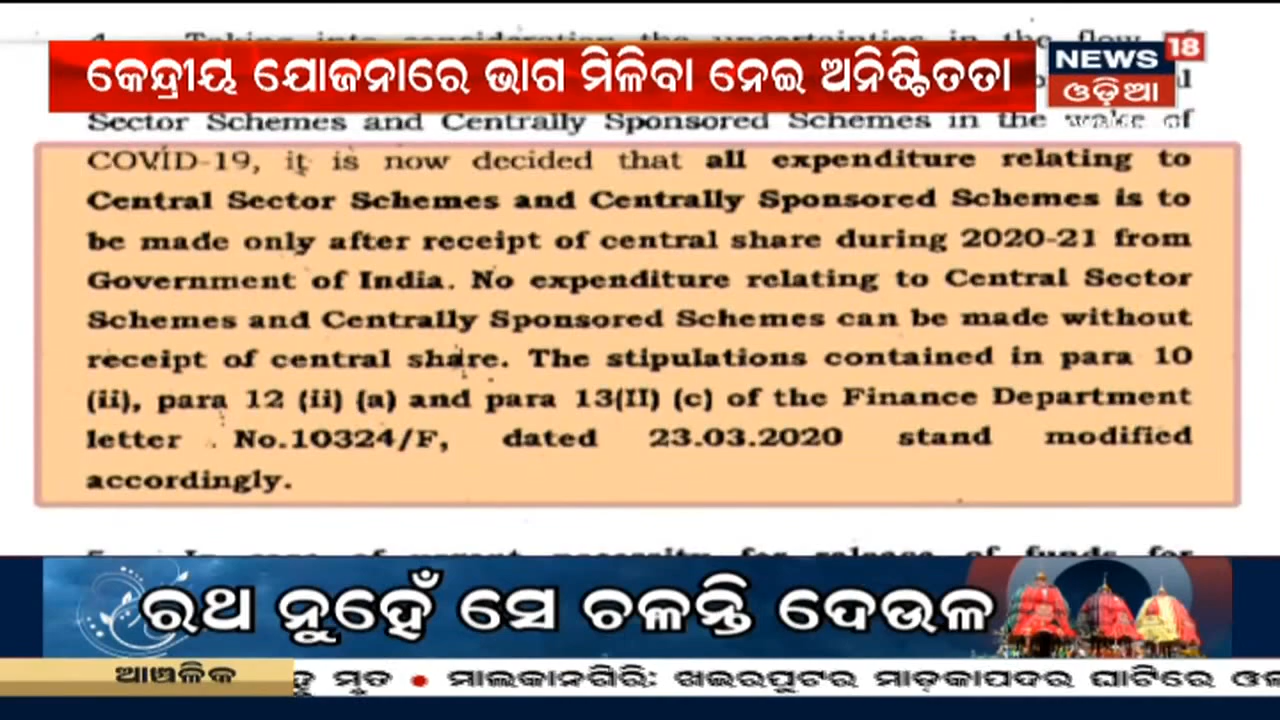 କେନ୍ଦ୍ରୀୟ ଯୋଜନାରେ ଭାଗ ମିଳିବା ନେଇ ଅନିଶ୍ଚିତତା
NEWS 18
ଓଡ଼ିଆ
Sector Schemes and Centrally Sponsored Schemes in the wake of
COVID-19, it is now decided that all expenditure relating to
Central Sector Schemes and Centrally Sponsored Schemes is to
be made only after receipt of central share during 2020-21 from
Government of India. No expenditure relating to Central Sector
Schemes and Centrally Sponsored Schemes can be made without
receipt of central share. The stipulations contained in para 10
(ii), para 12 (ii) (a) and para 13(II) (c) of the Finance Department
letter No.10324/F, dated 23.03.2020 stand modified
accordingly.
ରଥ ନୁହେଁ ସେ ଚଳନ୍ତି ଦେଉଳ
ଆଞ୍ଚଳିକ
ମୃତ • ମାଲକାନଗିରି: ଖଇରପୁଟର ମାଡ଼କାପଦର ଘାଟିରେ